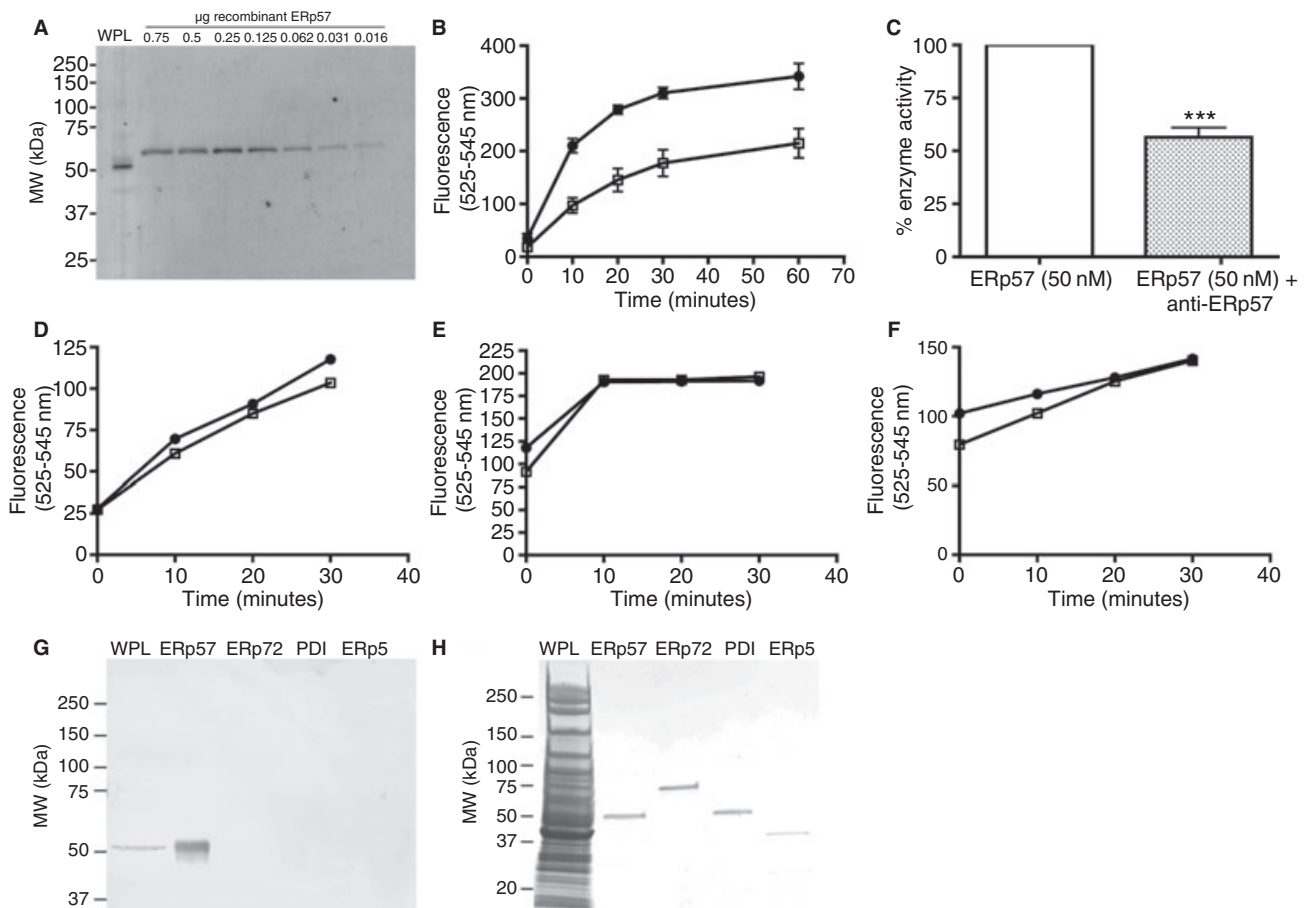 A
µg recombinant ERp57
WPL 0.75 0.5 0.25 0.125 0.062 0.031 0.016
MW (kDa)
250
150
100
75
50
37
25
B
Fluorescence
(525-545 nm)
400
300
200
100
0
0 10 20 30 40 50 60 70
Time (minutes)
C
% enzyme activity
100
75
50
25
0
***
ERp57 (50 nM)
ERp57 (50 nM) +
anti-ERp57
D
Fluorescence
(525-545 nm)
125
100
75
50
25
0
0 10 20 30 40
Time (minutes)
E
Fluorescence
(525-545 nm)
225
200
175
150
125
100
75
50
25
0
0 10 20 30 40
Time (minutes)
F
Fluorescence
(525-545 nm)
150
100
50
0
0 10 20 30 40
Time (minutes)
G
WPL ERp57 ERp72 PDI ERp5
MW (kDa)
250
150
100
75
50
37
H
WPL ERp57 ERp72 PDI ERp5
MW (kDa)
250
150
100
75
50
37
20